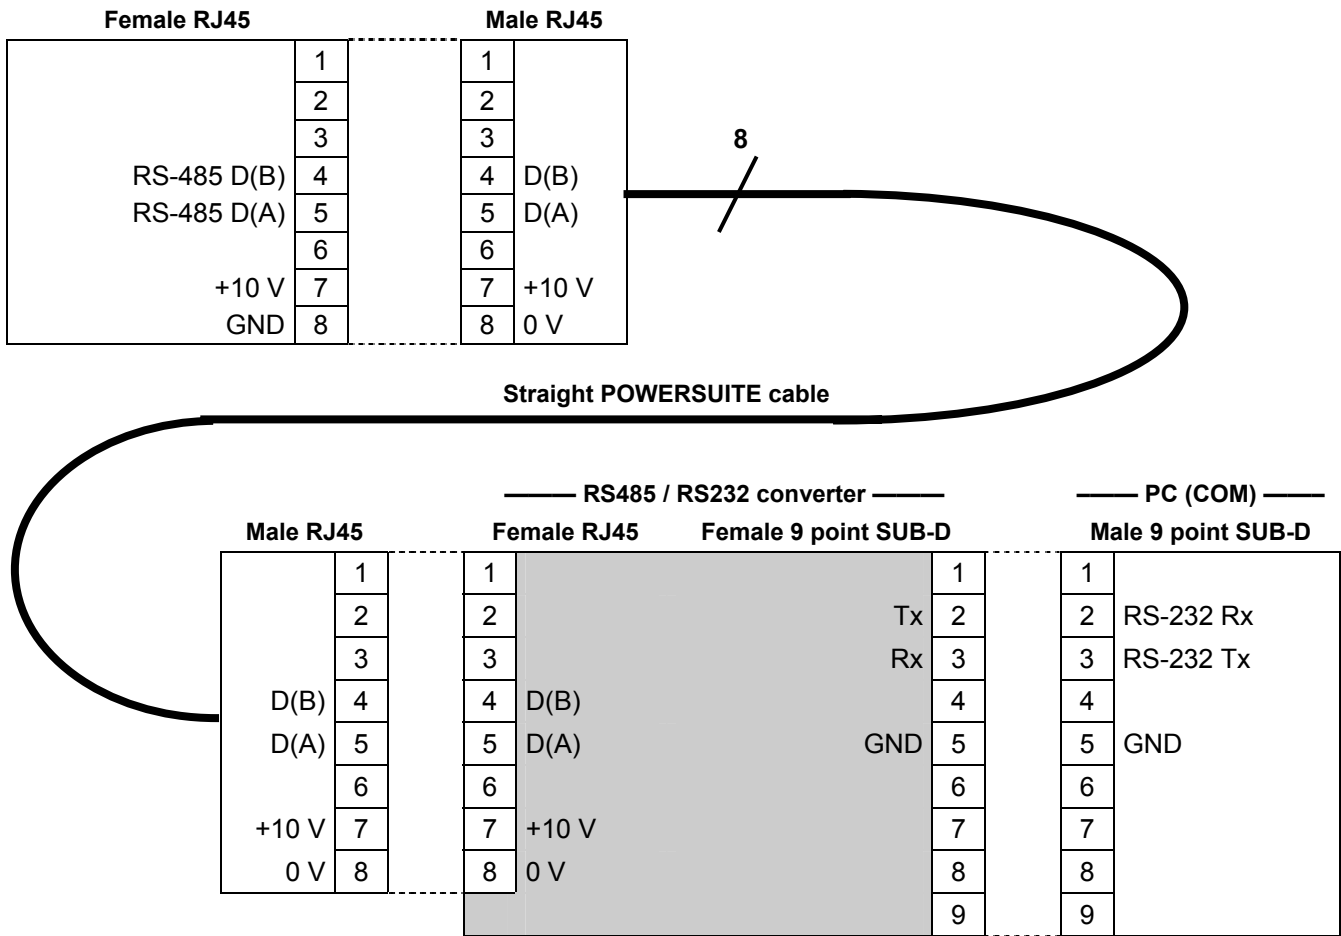 Female RJ45 Male RJ45
1 1
2 2
3 3
8
RS-485 D(B) 4 4 D(B)
RS-485 D(A) 5 5 D(A)
6 6
+10 V 7 7 +10 V
GND 8 8 0 V
Straight POWERSUITE cable
RS485 / RS232 converter PC (COM)
Male RJ45 Female RJ45 Female 9 point SUB-D Male 9 point SUB-D
1 1 1 1
2 2 Tx 2 2 RS-232 Rx
3 3 Rx 3 3 RS-232 Tx
D(B) 4 4 D(B) 4 4
D(A) 5 5 D(A) GND 5 5 GND
6 6 6 6
+10 V 7 7 +10 V 7 7
0 V 8 8 0 V 8 8
9 9